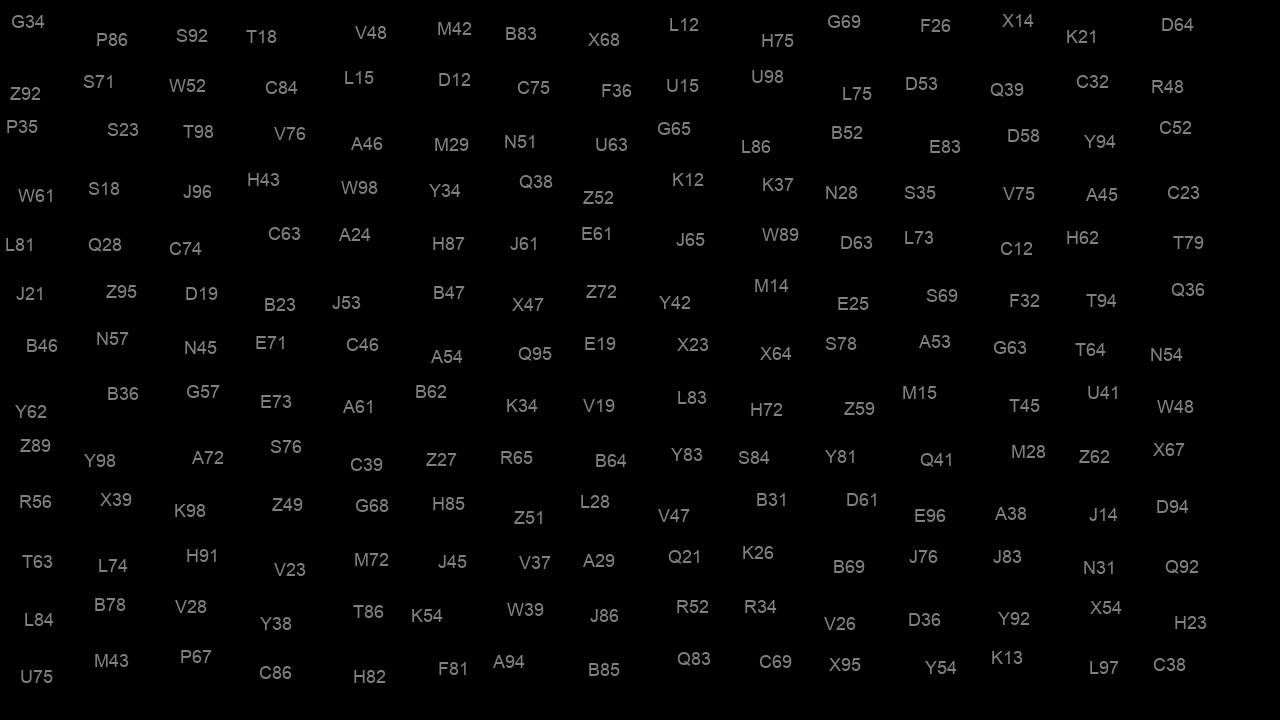 G34 P86 S92 T18 V48 M42 B83 X68 L12 H75 G69 F26 X14 K21 D64
Z92 S71 W52 C84 L15 D12 C75 F36 U15 U98 L75 D53 Q39 C32 R48
P35 S23 T98 V76 A46 M29 N51 U63 G65 L86 B52 E83 D58 Y94 C52
W61 S18 J96 H43 W98 Y34 Q38 Z52 K12 K37 N28 S35 V75 A45 C23
L81 Q28 C74 C63 A24 H87 J61 E61 J65 W89 D63 L73 C12 H62 T79
J21 Z95 D19 B23 J53 B47 X47 Z72 Y42 M14 E25 S69 F32 T94 Q36
B46 N57 N45 E71 C46 A54 Q95 E19 X23 X64 S78 A53 G63 T64 N54
Y62 B36 G57 E73 A61 B62 K34 V19 L83 H72 Z59 M15 T45 U41 W48
Z89 Y98 A72 S76 C39 Z27 R65 B64 Y83 S84 Y81 Q41 M28 Z62 X67
R56 X39 K98 Z49 G68 H85 Z51 L28 V47 B31 D61 E96 A38 J14 D94
T63 L74 H91 V23 M72 J45 V37 A29 Q21 K26 B69 J76 J83 N31 Q92
L84 B78 V28 Y38 T86 K54 W39 J86 R52 R34 V26 D36 Y92 X54 H23
U75 M43 P67 C86 H82 F81 A94 B85 Q83 C69 X95 Y54 K13 L97 C38